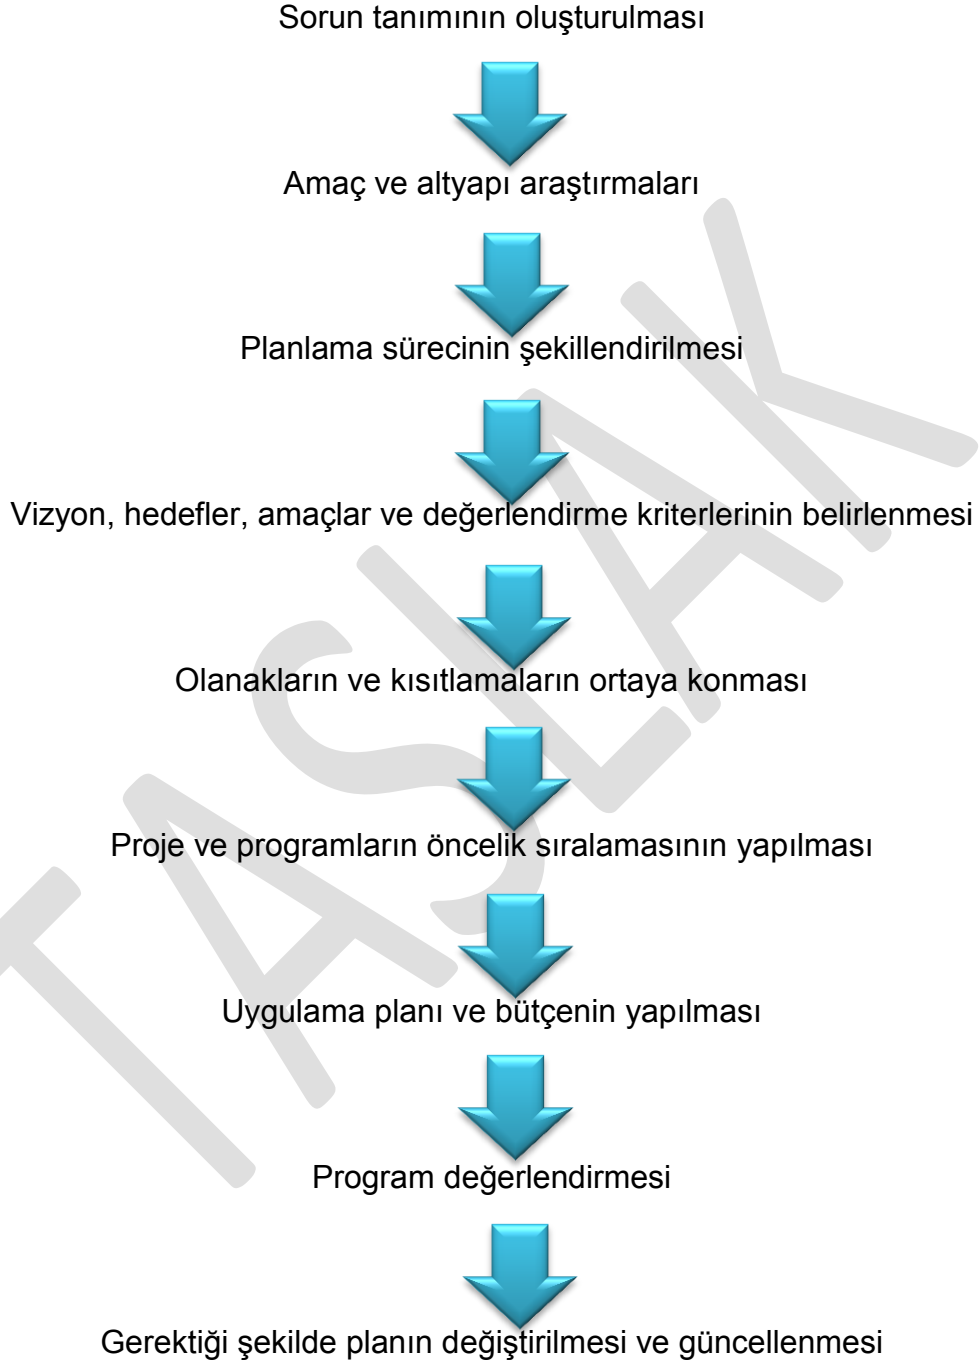 Sorun tanımının oluşturulması
Amaç ve altyapı araştırmaları
Planlama sürecinin şekillendirilmesi
Vizyon, hedefler, amaçlar ve değerlendirme kriterlerinin belirlenmesi
Olanakların ve kısıtlamaların ortaya konması
Proje ve programların öncelik sıralamasının yapılması
Uygulama planı ve bütçenin yapılması
Program değerlendirmesi
Gerektiği şekilde planın değiştirilmesi ve güncellenmesi
TASLAK